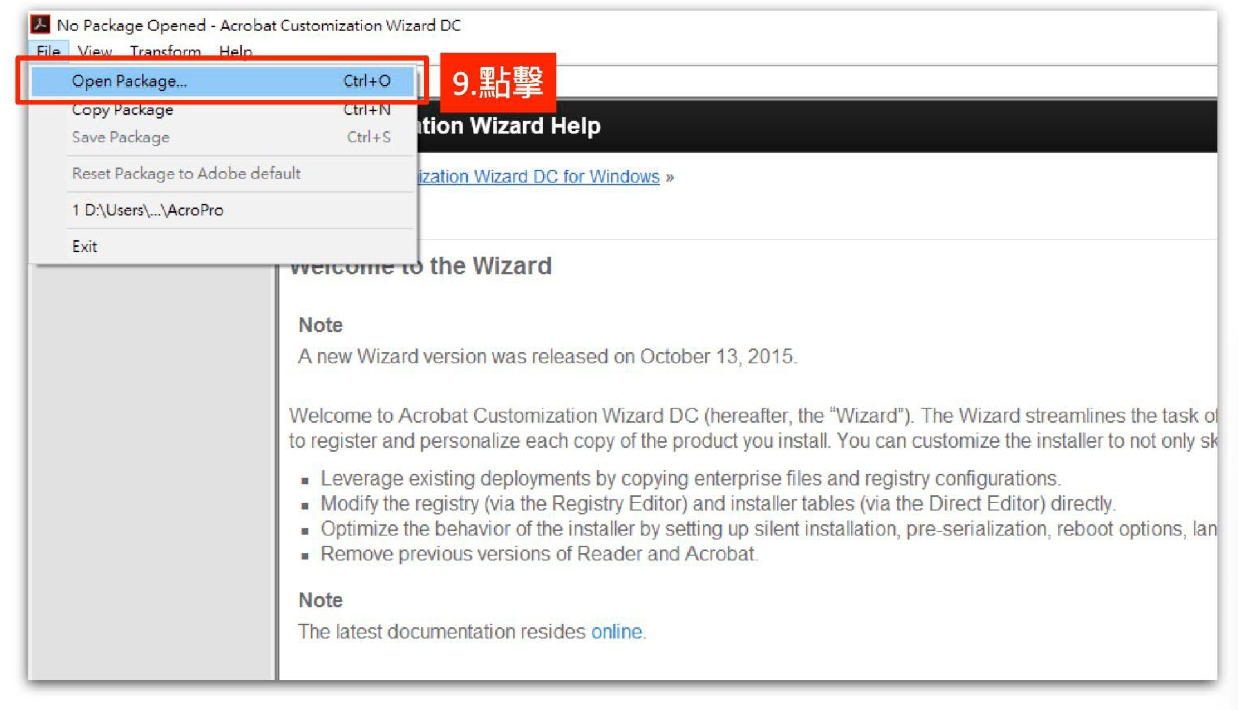 No Package Opened - Acrobat Customization Wizard DC
File View Transform Help
Open Package... Ctrl+O
9.點擊
Copy Package Ctrl+N
tion Wizard Help
Save Package Ctrl+S
Reset Package to Adobe default
ization Wizard DC for Windows »
1 D:\Users\...\AcroPro
Exit
Welcome to the Wizard
Note
A new Wizard version was released on October 13, 2015.
Welcome to Acrobat Customization Wizard DC (hereafter, the “Wizard”). The Wizard streamlines the task of
to register and personalize each copy of the product you install. You can customize the installer to not only sk
▪ Leverage existing deployments by copying enterprise files and registry configurations.
▪ Modify the registry (via the Registry Editor) and installer tables (via the Direct Editor) directly.
▪ Optimize the behavior of the installer by setting up silent installation, pre-serialization, reboot options, lan
▪ Remove previous versions of Reader and Acrobat.
Note
The latest documentation resides online.